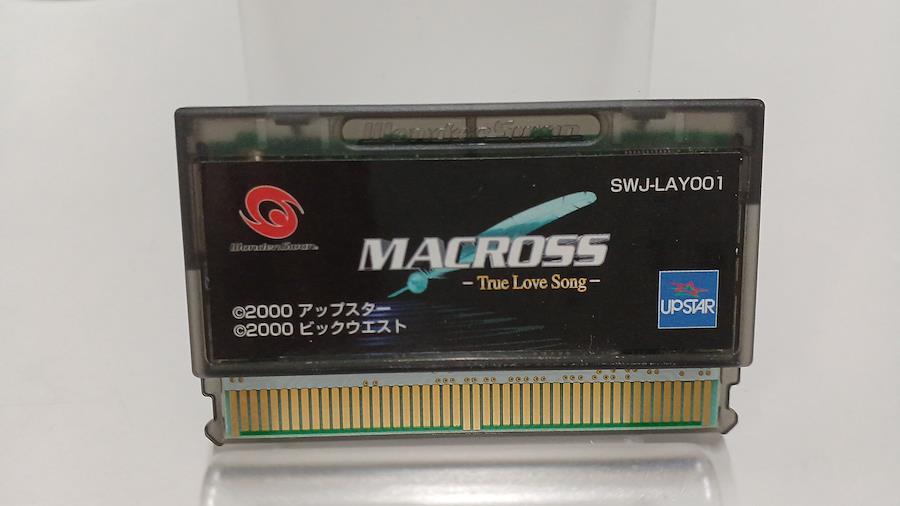 WonderSwan
SWJ-LAY001
WonderSwan
MACROSS
-True Love Song-
©2000 アップスター
©2000 ビックウエスト
UPSTAR